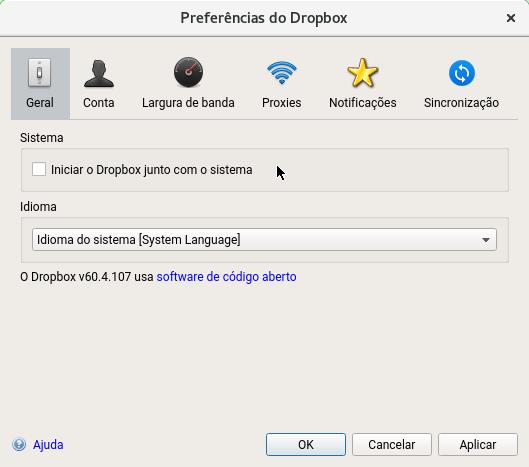 Preferências do Dropbox
Geral
Conta
Largura de banda
Proxies
Notificações
Sincronização
Sistema
Iniciar o Dropbox junto com o sistema
Idioma
Idioma do sistema [System Language]
O Dropbox v60.4.107 usa software de código aberto
Ajuda
OK
Cancelar
Aplicar